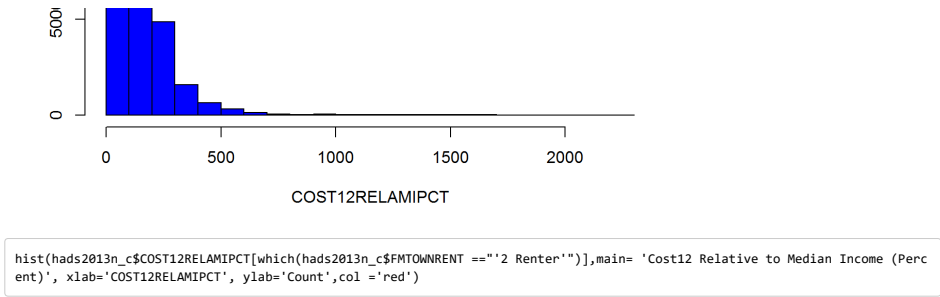 0
0 500 1000 1500 2000
COST12RELAMIPCT
hist(hads2013n_c$COST12RELAMIPCT[which(hads2013n_c$FMTOWNRENT =="'2 Renter'")],main= 'Cost12 Relative to Median Income (Perc
ent)', xlab='COST12RELAMIPCT', ylab='Count',col ='red')